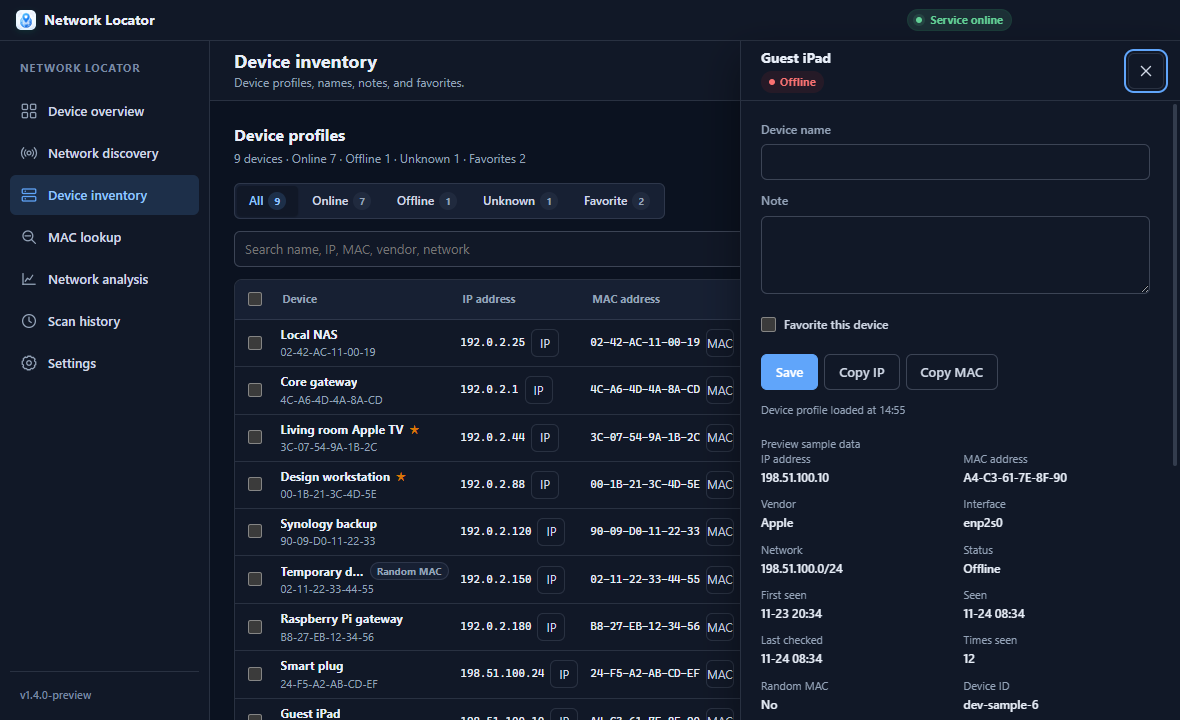 Network Locator
Service online
NETWORK LOCATOR
Device overview
Network discovery
Device inventory
MAC lookup
Network analysis
Scan history
Settings
v1.4.0-preview
Device inventory
Device profiles, names, notes, and favorites.
Device profiles
9 devices · Online 7 · Offline 1 · Unknown 1 · Favorites 2
All 9 Online 7 Offline 1 Unknown 1 Favorite 2
Search name, IP, MAC, vendor, network
Device IP address MAC address
Local NAS
02-42-AC-11-00-19
192.0.2.25 IP 02-42-AC-11-00-19 MAC
Core gateway
4C-A6-4D-4A-8A-CD
192.0.2.1 IP 4C-A6-4D-4A-8A-CD MAC
Living room Apple TV ★
3C-07-54-9A-1B-2C
192.0.2.44 IP 3C-07-54-9A-1B-2C MAC
Design workstation ★
00-1B-21-3C-4D-5E
192.0.2.88 IP 00-1B-21-3C-4D-5E MAC
Synology backup
90-09-D0-11-22-33
192.0.2.120 IP 90-09-D0-11-22-33 MAC
Temporary d... Random MAC
02-11-22-33-44-55
192.0.2.150 IP 02-11-22-33-44-55 MAC
Raspberry Pi gateway
B8-27-EB-12-34-56
192.0.2.180 IP B8-27-EB-12-34-56 MAC
Smart plug
24-F5-A2-AB-CD-EF
198.51.100.24 IP 24-F5-A2-AB-CD-EF MAC
Guest iPad
198.51.100.10 IP A4-C3-61-7E-8F-90 MAC
Guest iPad
Offline
Device name
Note
Favorite this device
Save Copy IP Copy MAC
Device profile loaded at 14:55
Preview sample data
IP address MAC address
198.51.100.10 A4-C3-61-7E-8F-90
Vendor Interface
Apple enp2s0
Network Status
198.51.100.0/24 Offline
First seen Seen
11-23 20:34 11-24 08:34
Last checked Times seen
11-24 08:34 12
Random MAC Device ID
No dev-sample-6